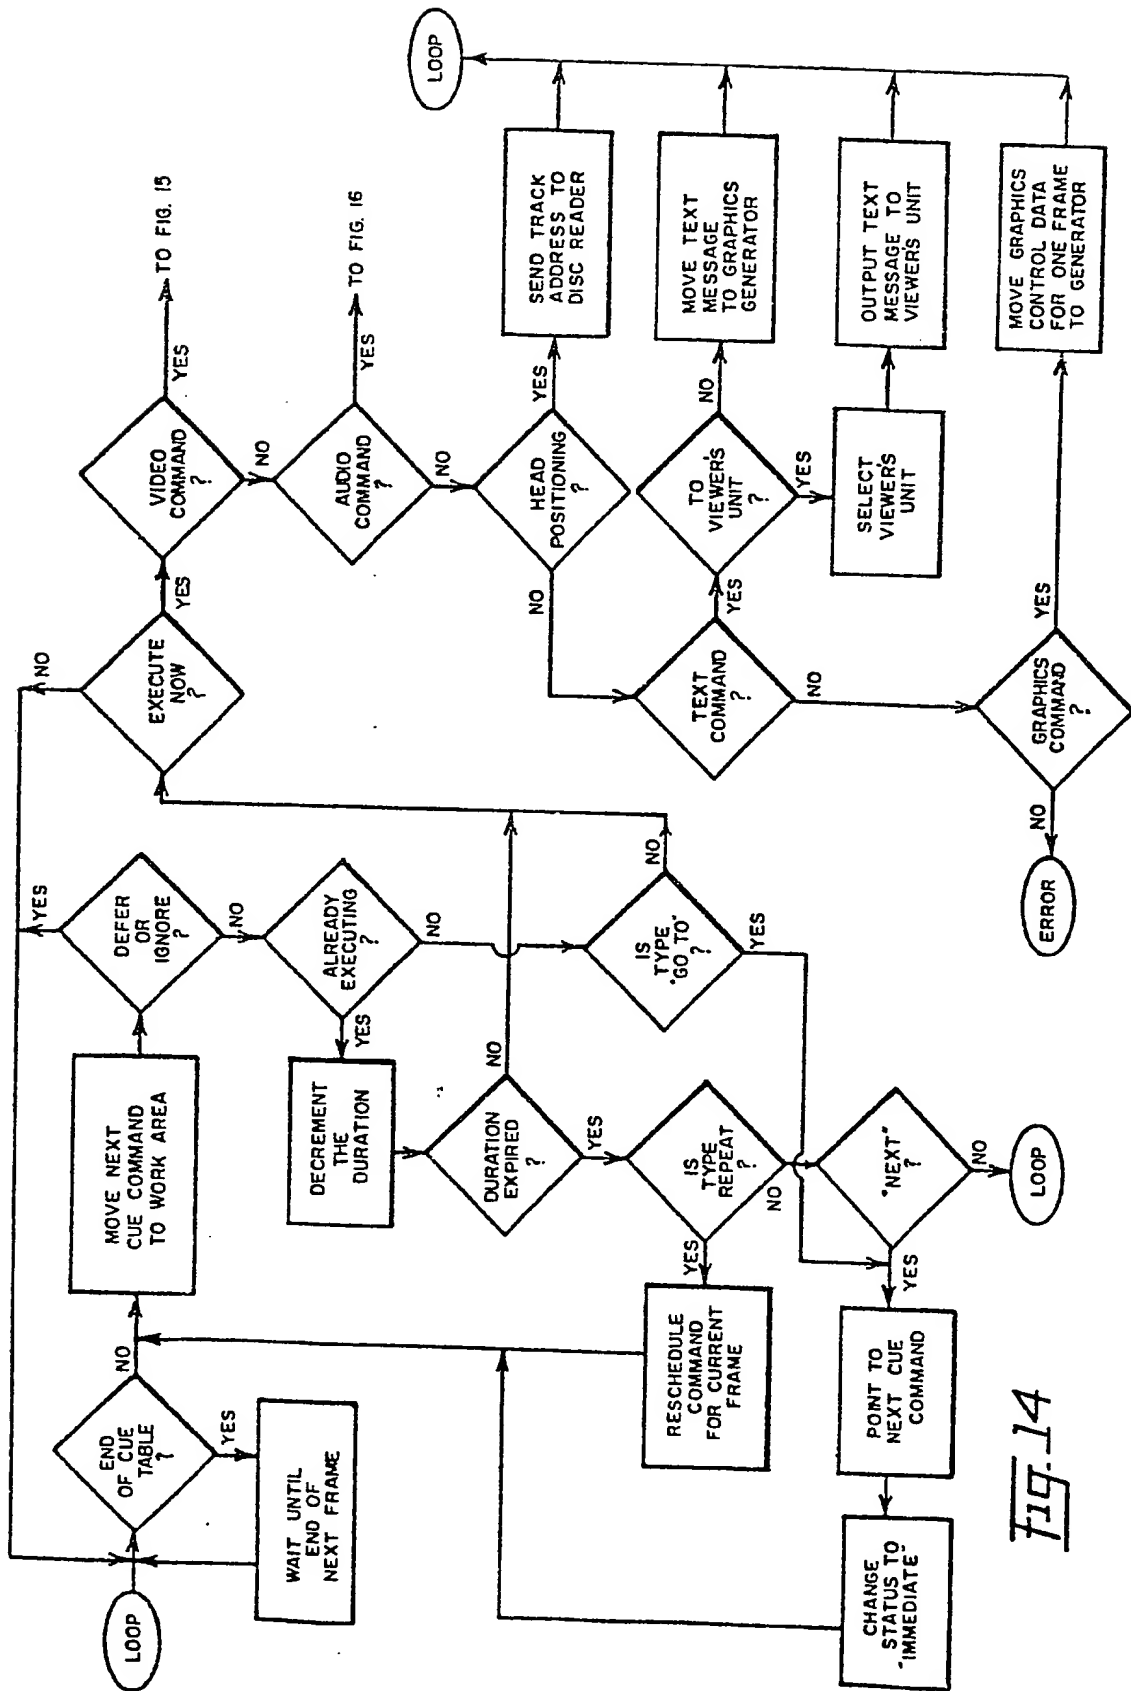 LOOP
END
OF CUE
TABLE
?
NO
YES
WAIT UNTIL
END OF
NEXT FRAME
MOVE NEXT
CUE COMMAND
TO WORK AREA
DEFER
OR
IGNORE
?
YES
NO
ALREADY
EXECUTING
?
YES
NO
DECREMENT
THE
DURATION
DURATION
EXPIRED
?
NO
YES
IS
TYPE
REPEAT
?
YES
NO
RESCHEDULE
COMMAND
FOR CURRENT
FRAME
IS
TYPE
"GO TO"
?
NO
YES
"NEXT"
?
YES
NO
LOOP
POINT TO
NEXT CUE
COMMAND
CHANGE
STATUS TO
"IMMEDIATE"
EXECUTE
NOW
?
NO
YES
VIDEO
COMMAND
?
YES
TO FIG. 15
NO
AUDIO
COMMAND
?
YES
TO FIG. 16
NO
HEAD
POSITIONING
?
YES
NO
SEND TRACK
ADDRESS TO
DISC READER
TEXT
COMMAND
?
YES
NO
TO
VIEWER'S
UNIT
?
NO
YES
MOVE TEXT
MESSAGE
TO GRAPHICS
GENERATOR
SELECT
VIEWER'S
UNIT
OUTPUT TEXT
MESSAGE TO
VIEWER'S UNIT
GRAPHICS
COMMAND
?
YES
NO
ERROR
MOVE GRAPHICS
CONTROL DATA
FOR ONE FRAME
TO GENERATOR
LOOP
Fig. 14